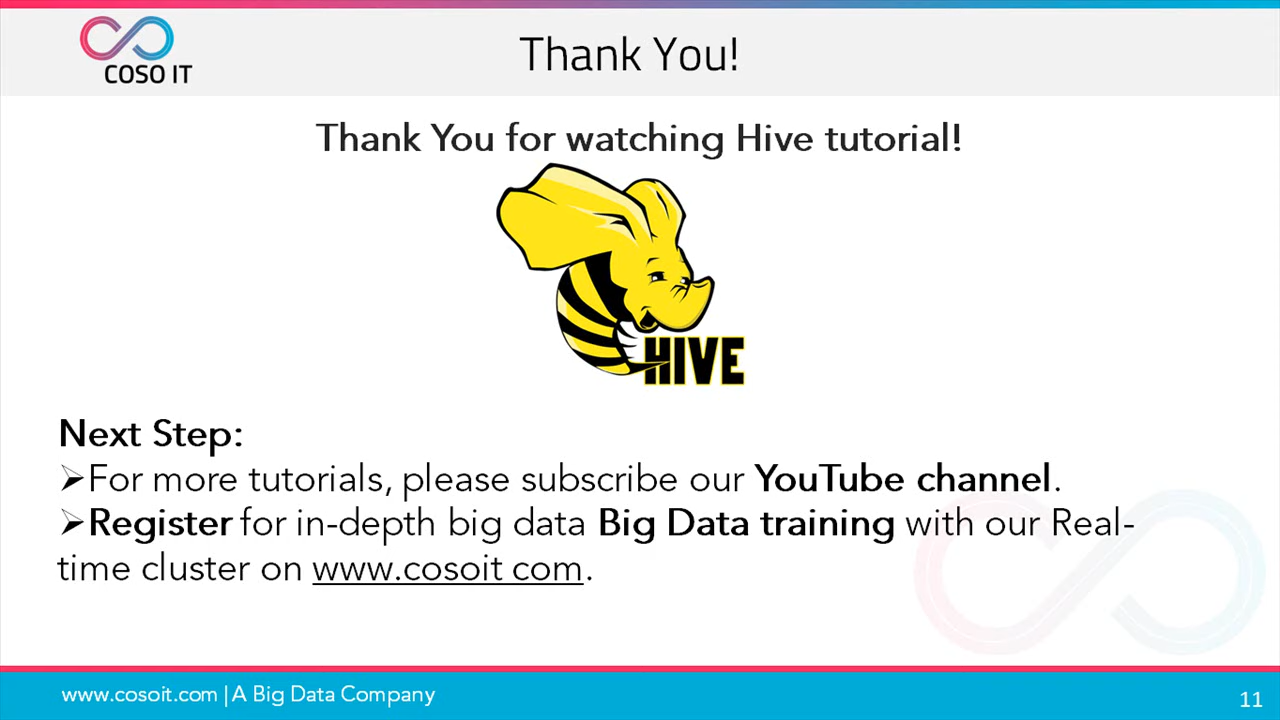 COSO IT
Thank You!
Thank You for watching Hive tutorial!
HIVE
Next Step:
➢For more tutorials, please subscribe our YouTube channel.
➢Register for in-depth big data Big Data training with our Real-
time cluster on www.cosoit com.
www.cosoit.com | A Big Data Company
11